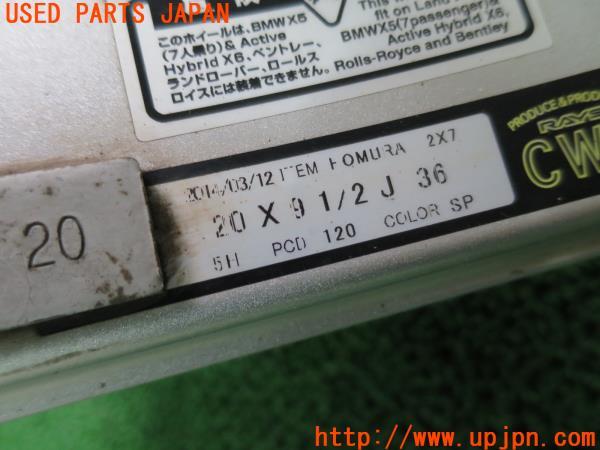 USED PARTS JAPAN
このホイールは、BMW X5
(7人乗り) & Active
Hybrid X6、ベントレー、
ランドローバー、ロールス
ロイスには装着できません。
fit on Land
BMWX5(7passenger)&
Active Hybrid X6,
Rolls-Royce and Bentley
PRODUCE & PRODU
RAYS
CW
2014/03/12 ITEM HOMURA 2X7
20 X 9 1/2 J 36
5H PCD 120 COLOR SP
20
UPJ
http://www.upjpn.com/